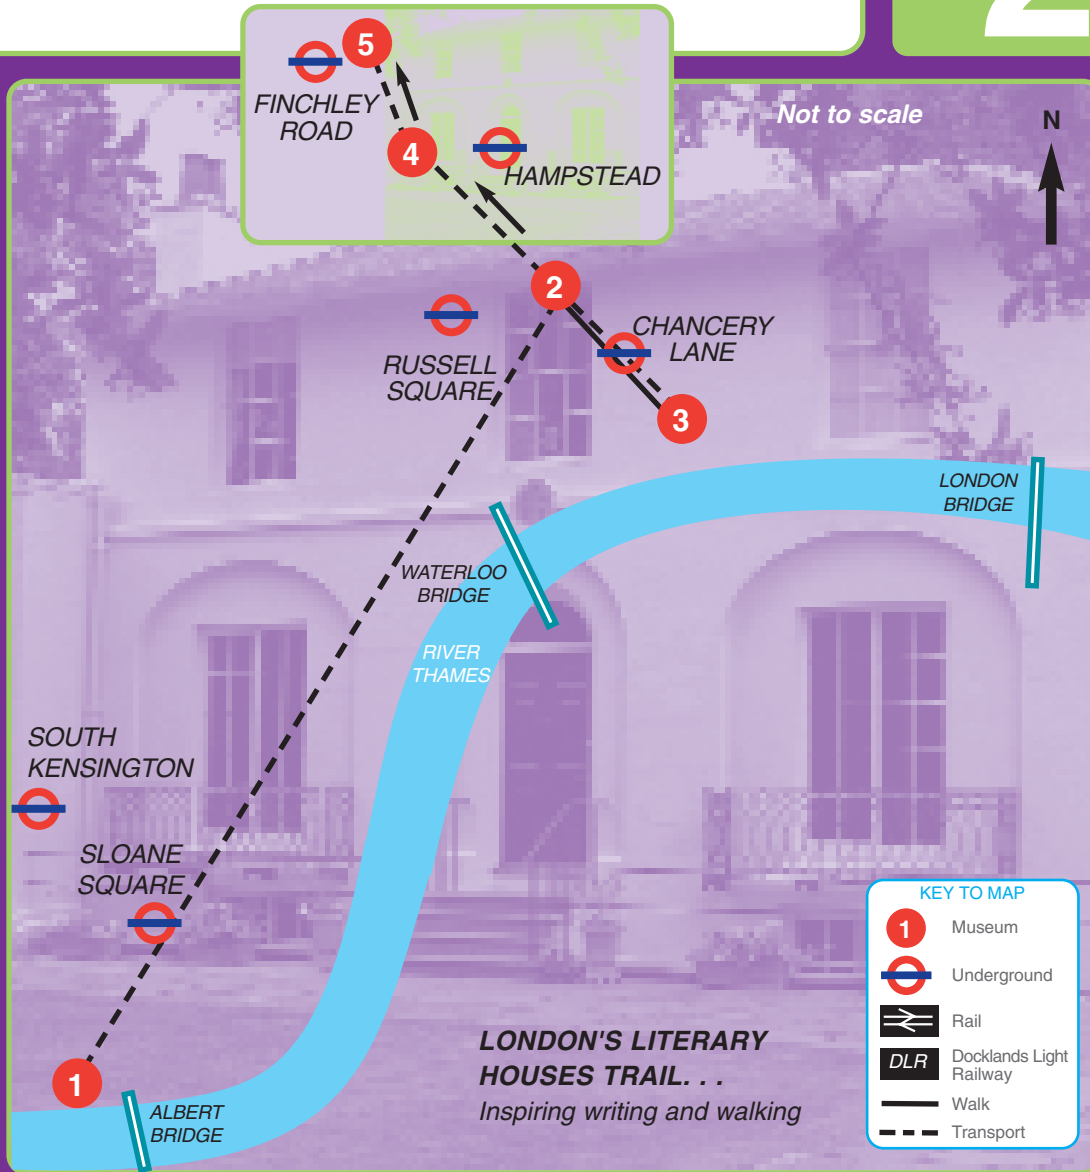 2
5
FINCHLEY
ROAD
4
HAMPSTEAD
Not to scale
N
2
RUSSELL
SQUARE
CHANCERY
LANE
3
LONDON
BRIDGE
WATERLOO
BRIDGE
RIVER
THAMES
SOUTH
KENSINGTON
SLOANE
SQUARE
1
ALBERT
BRIDGE
LONDON'S LITERARY
HOUSES TRAIL. . .
Inspiring writing and walking
KEY TO MAP
1 Museum
Underground
Rail
DLR Docklands Light
Railway
Walk
Transport